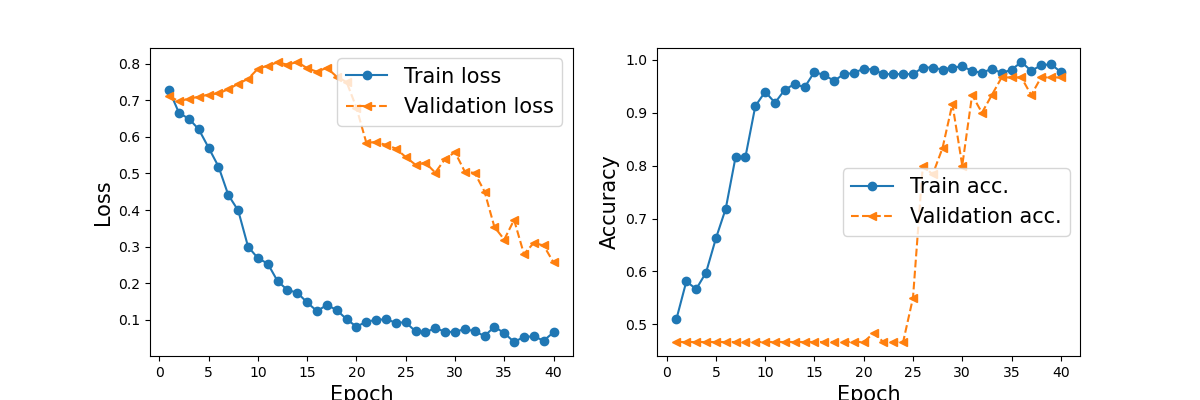 0.8
0.7
0.6
0.5
0.4
0.3
0.2
0.1
Loss
0 5 10 15 20 25 30 35 40
Epoch
Train loss
Validation loss
1.0
0.9
0.8
0.7
0.6
0.5
Accuracy
0 5 10 15 20 25 30 35 40
Epoch
Train acc.
Validation acc.